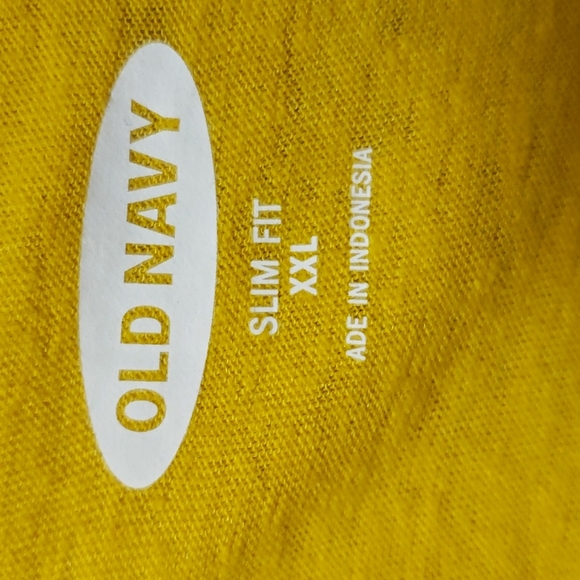 OLD NAVY
SLIM FIT
XXL
ADE IN INDONESIA